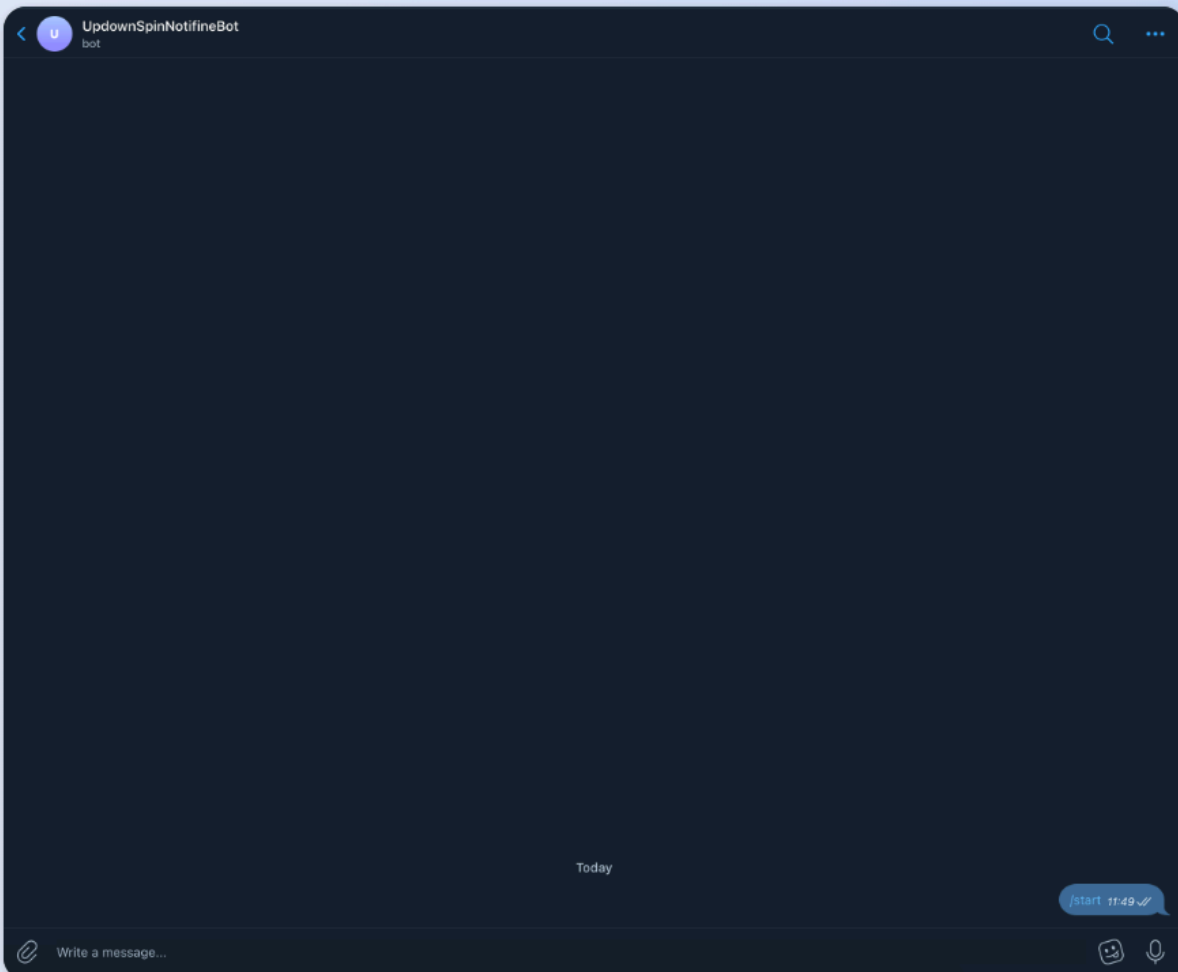 U
UpdownSpinNotifineBot
bot
Today
/start 11:49
Write a message...